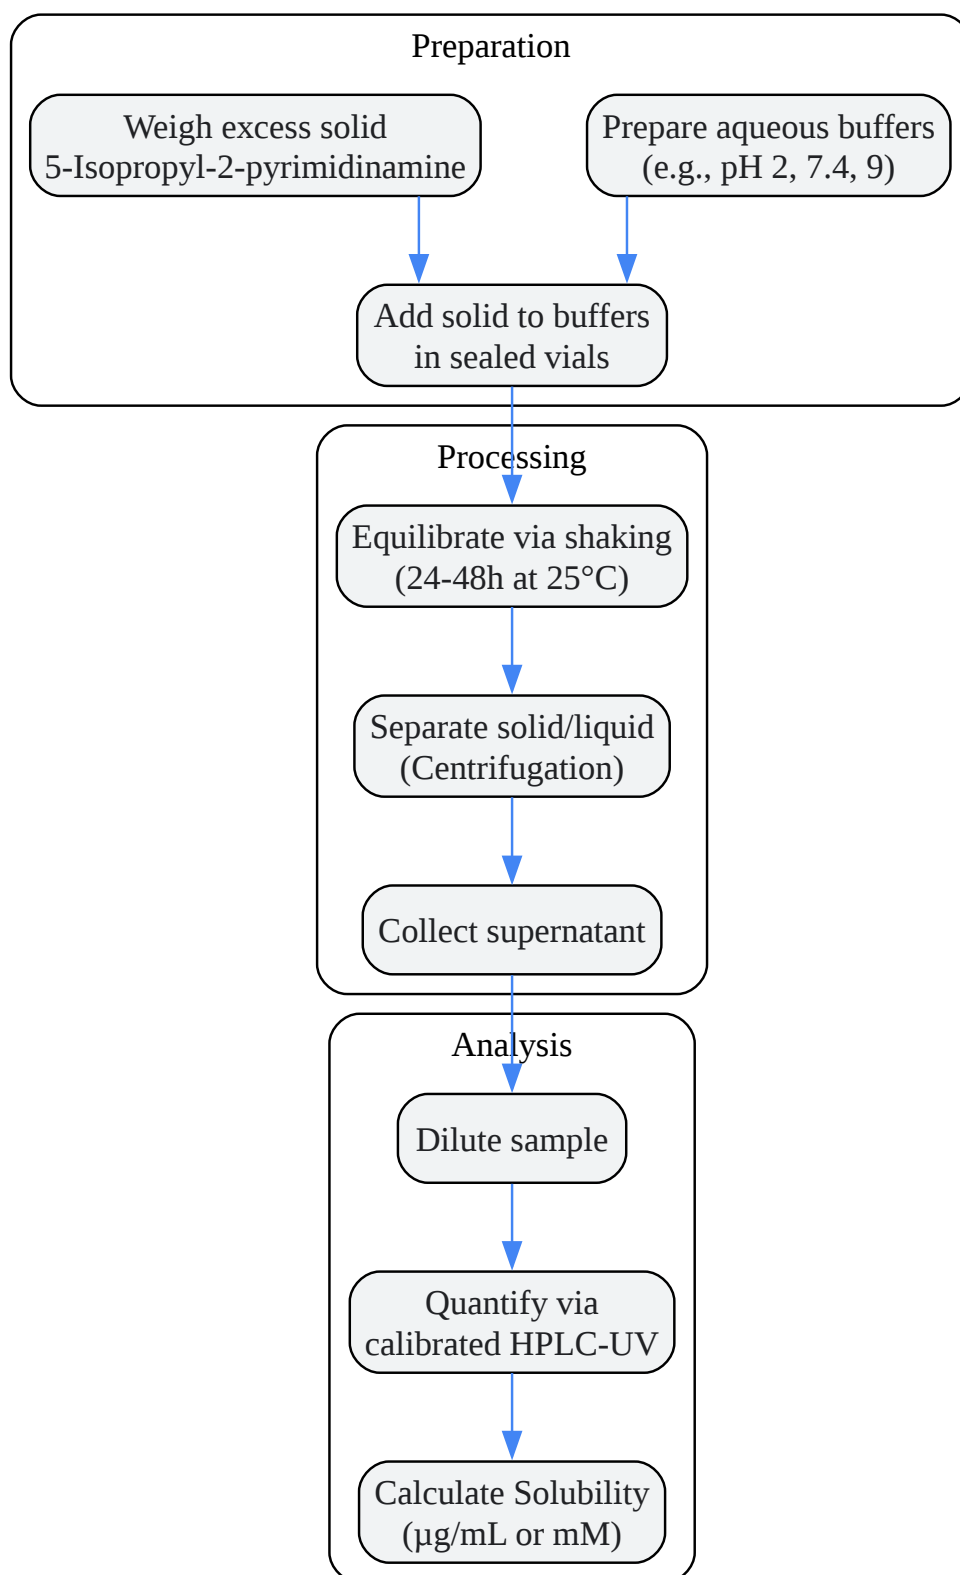 Preparation
Weigh excess solid
5-Isopropyl-2-pyrimidinamine
Prepare aqueous buffers
(e.g., pH 2, 7.4, 9)
Add solid to buffers
in sealed vials
Processing
Equilibrate via shaking
(24-48h at 25°C)
Separate solid/liquid
(Centrifugation)
Collect supernatant
Analysis
Dilute sample
Quantify via
calibrated HPLC-UV
Calculate Solubility
(µg/mL or mM)